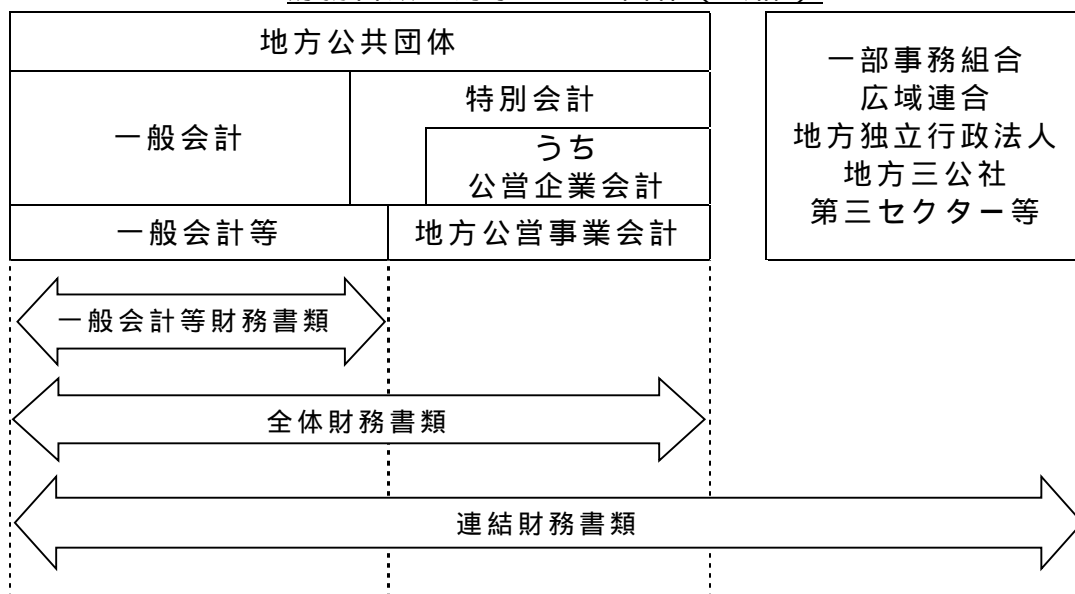 地方公共団体
一般会計
特別会計
うち
公営企業会計
一般会計等
地方公営事業会計
一部事務組合
広域連合
地方独立行政法人
地方三公社
第三セクター等
一般会計等財務書類
全体財務書類
連結財務書類